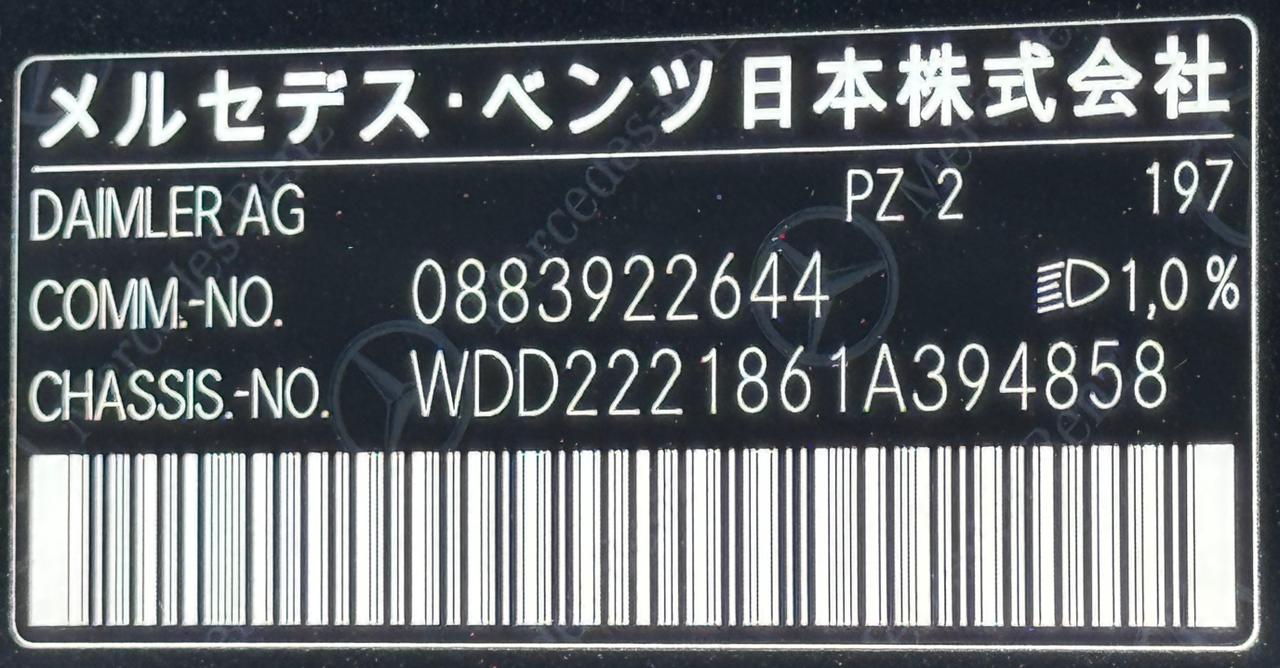 メルセデス・ベンツ日本株式会社
DAIMLER AG PZ 2 197
COMM.-NO. 0883922644 1,0 %
CHASSIS.-NO. WDD2221861A394858